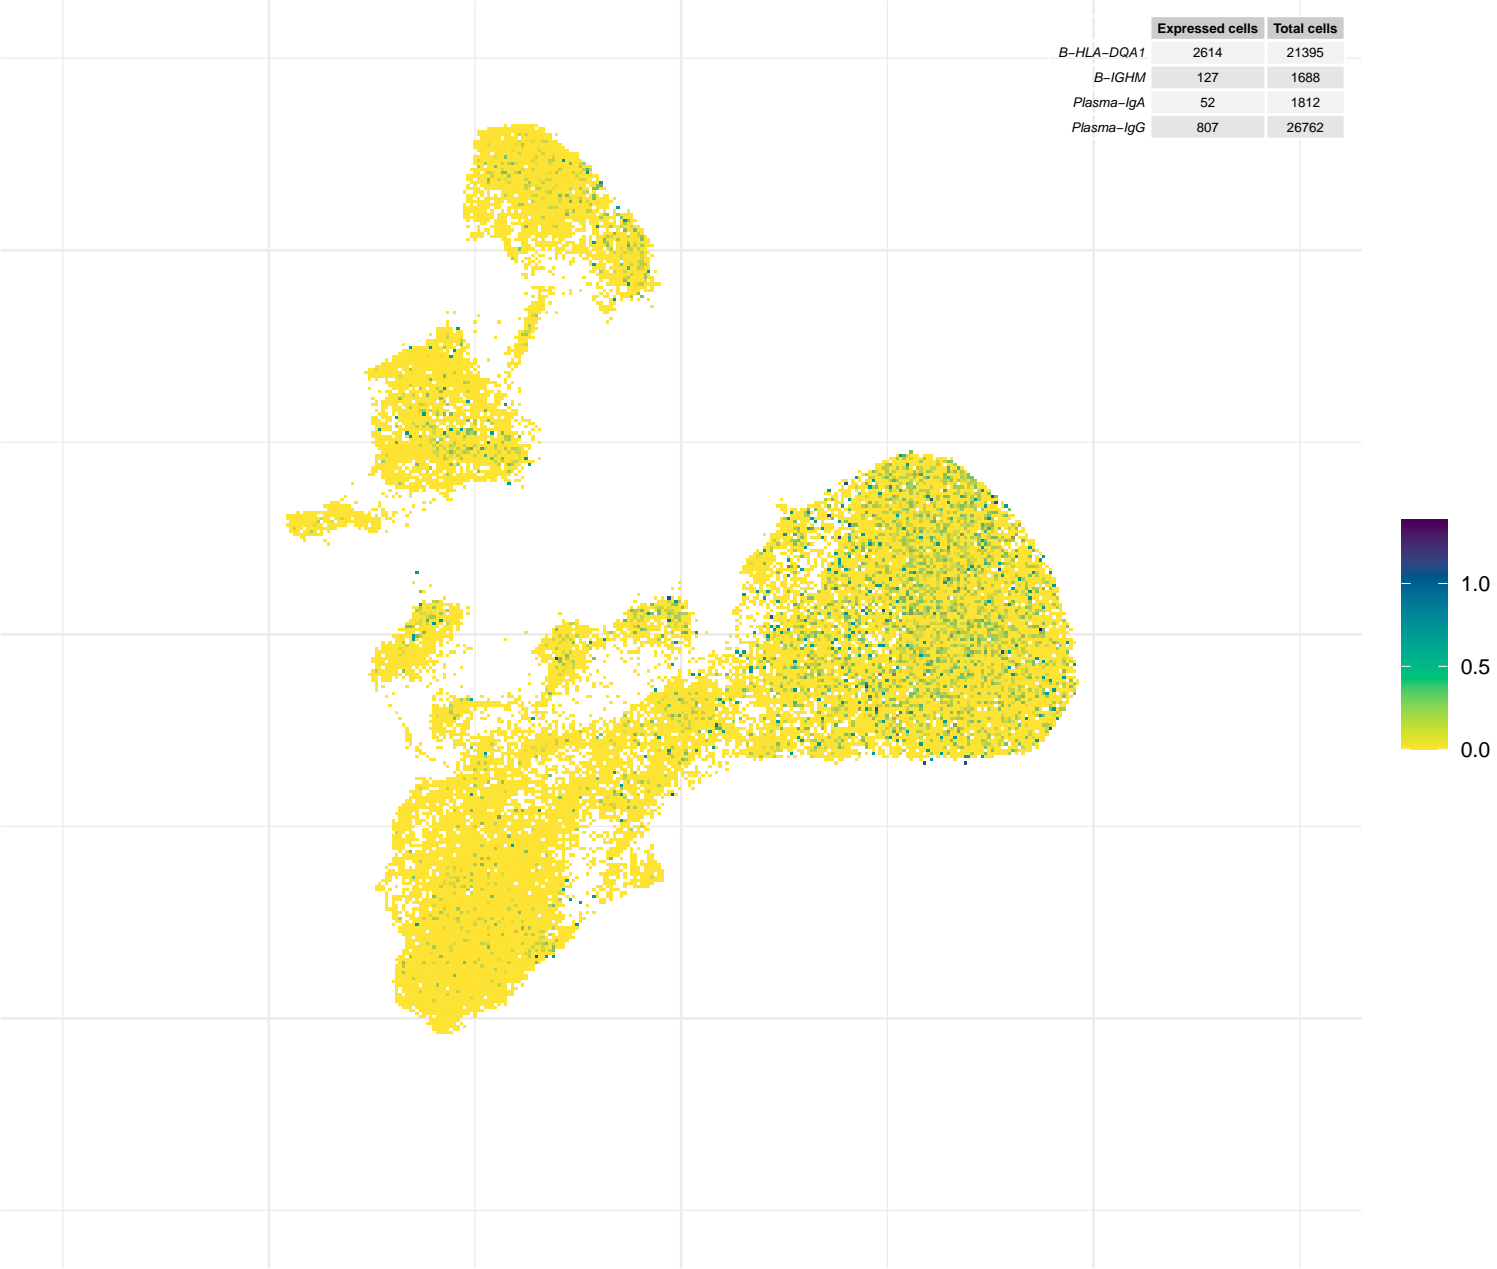 Expressed cells Total cells
B−HLA−DQA1 2614 21395
B−IGHM 127 1688
Plasma−IgA 52 1812
Plasma−IgG 807 26762
1.0
0.5
0.0